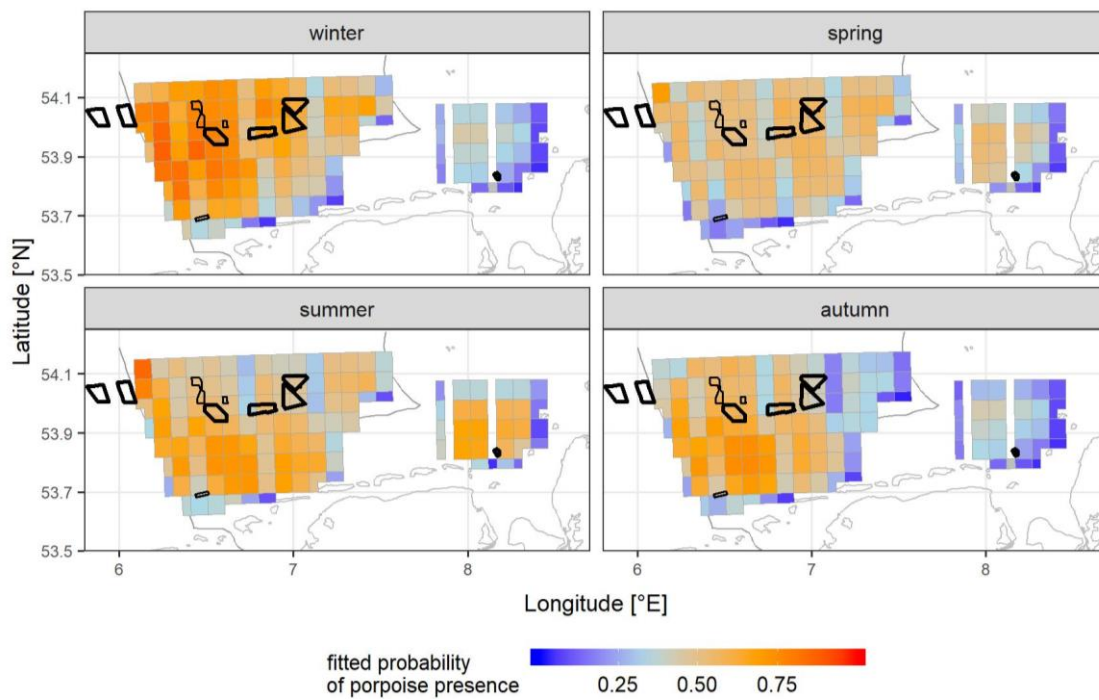 winter
spring
54.1
53.9
53.7
53.5
summer
autumn
54.1
53.9
53.7
53.5
Latitude [°N]
6
7
8
6
7
8
Longitude [°E]
fitted probability
of porpoise presence
0.25
0.50
0.75